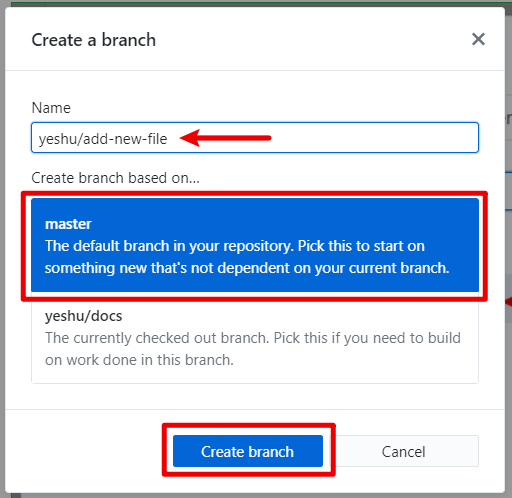 Create a branch
Name
yeshu/add-new-file
Create branch based on...
master
The default branch in your repository. Pick this to start on
something new that's not dependent on your current branch.
yeshu/docs
The currently checked out branch. Pick this if you need to build
on work done in this branch.
Create branch
Cancel